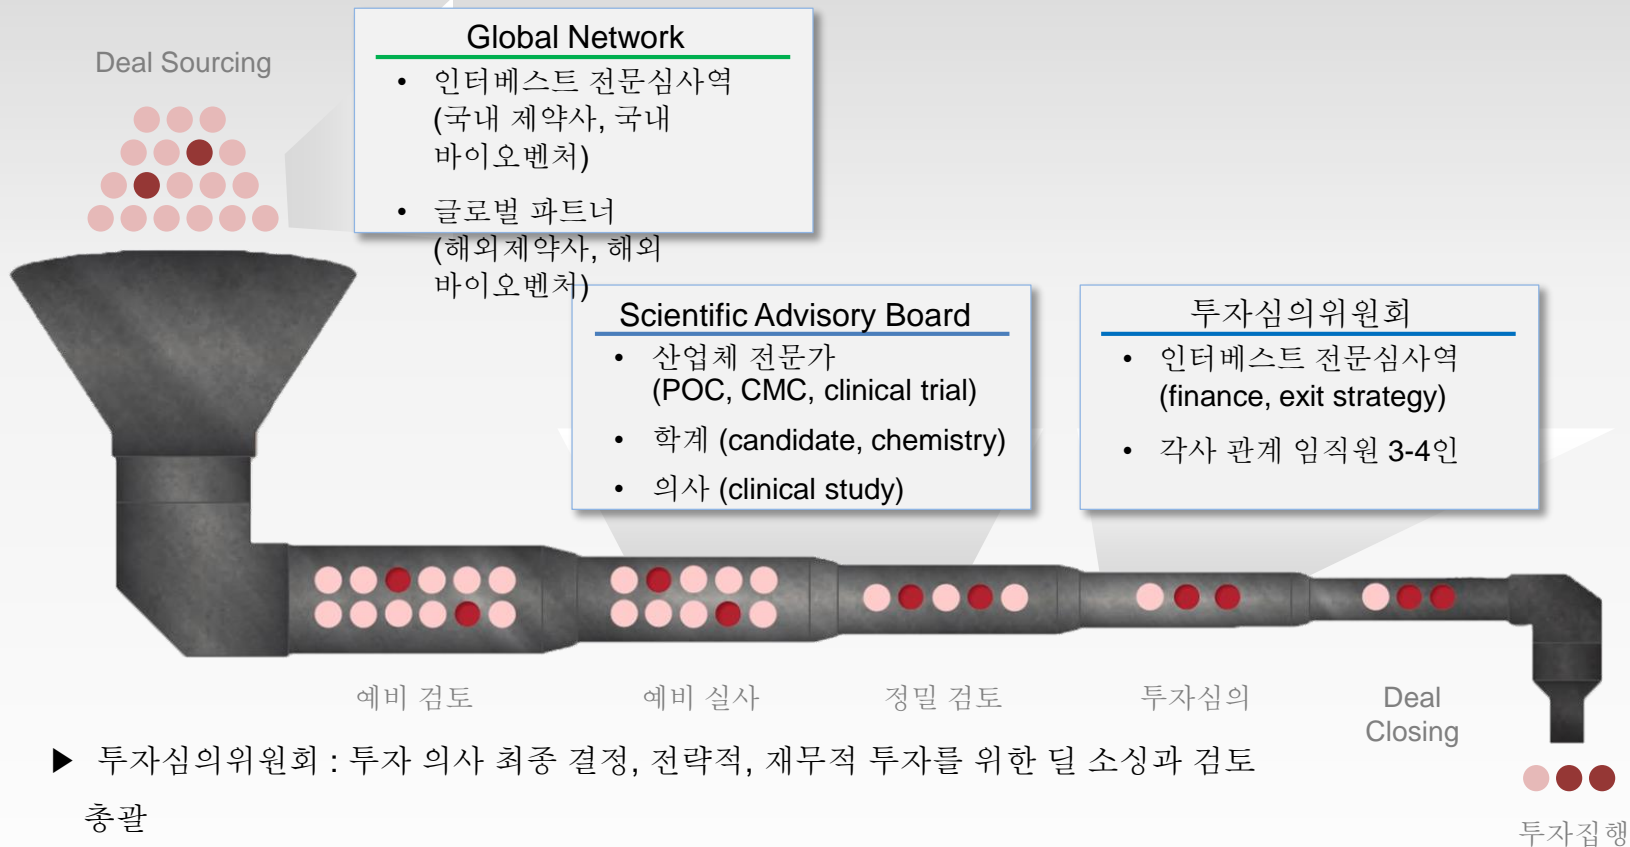 Deal Sourcing
Global Network
• 인터베스트 전문심사역
(국내 제약사, 국내
바이오벤처)
• 글로벌 파트너
(해외제약사, 해외
바이오벤처)
Scientific Advisory Board
• 산업체 전문가
(POC, CMC, clinical trial)
• 학계 (candidate, chemistry)
• 의사 (clinical study)
투자심의위원회
• 인터베스트 전문심사역
(finance, exit strategy)
• 각사 관계 임직원 3-4인
예비 검토
예비 실사
정밀 검토
투자심의
Deal
Closing
▶ 투자심의위원회 : 투자 의사 최종 결정, 전략적, 재무적 투자를 위한 딜 소싱과 검토
총괄
투자집행